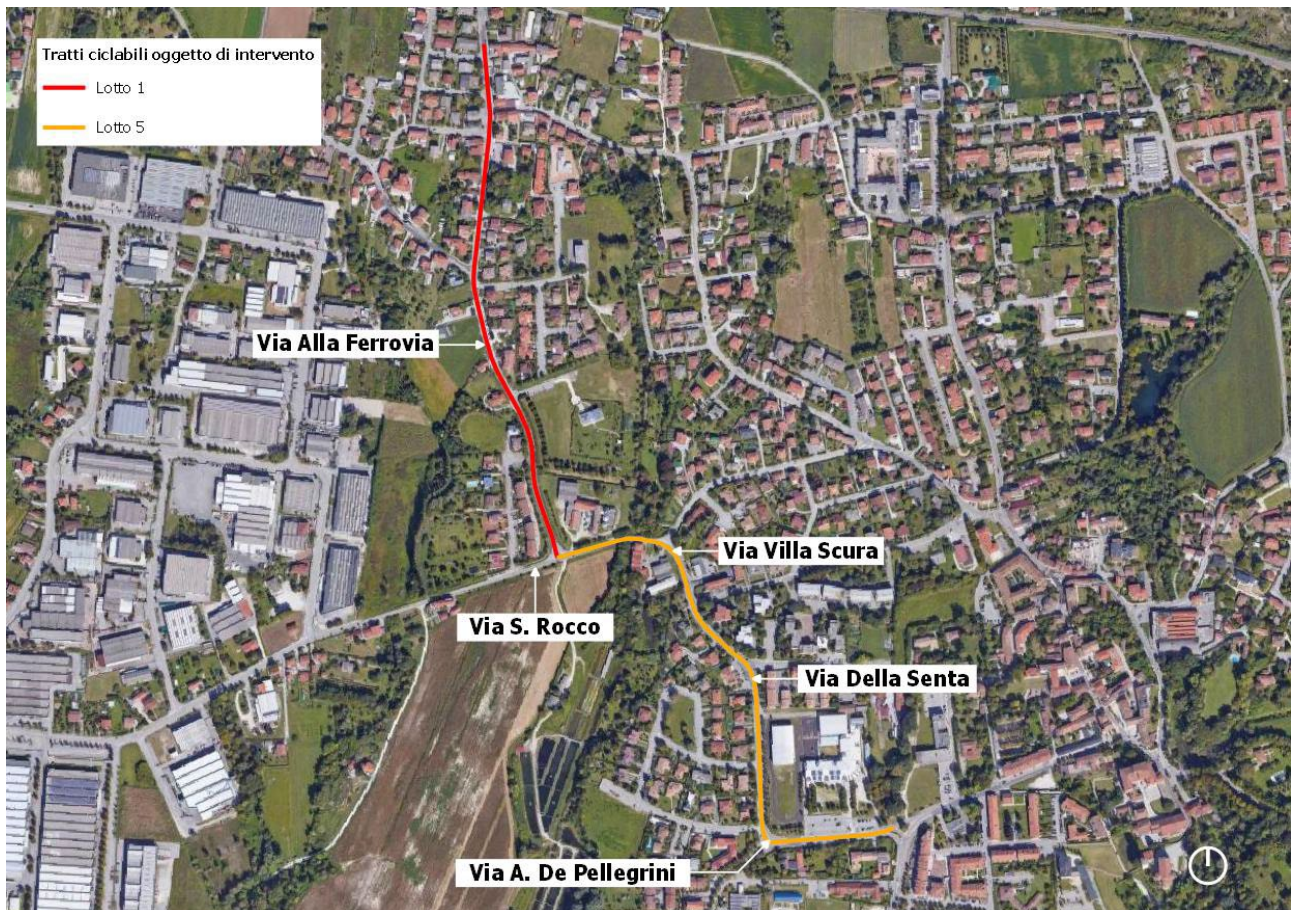 Tratti ciclabili oggetto di intervento
Lotto 1
Lotto 5
Via Alla Ferrovia
Via Villa Scura
Via S. Rocco
Via Della Senta
Via A. De Pellegrini